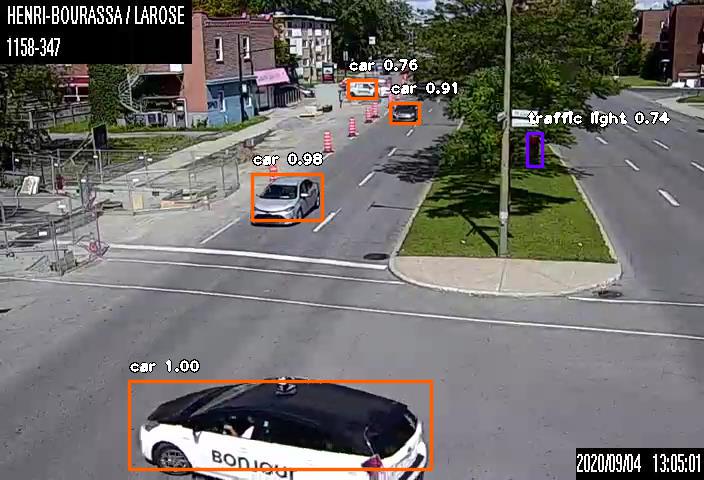 HENRI-BOURASSA / LAROSE
1158-347
car 0.76
car 0.91
traffic light 0.74
car 0.98
car 1.00
BONJOUR
2020/09/04 13:05:01